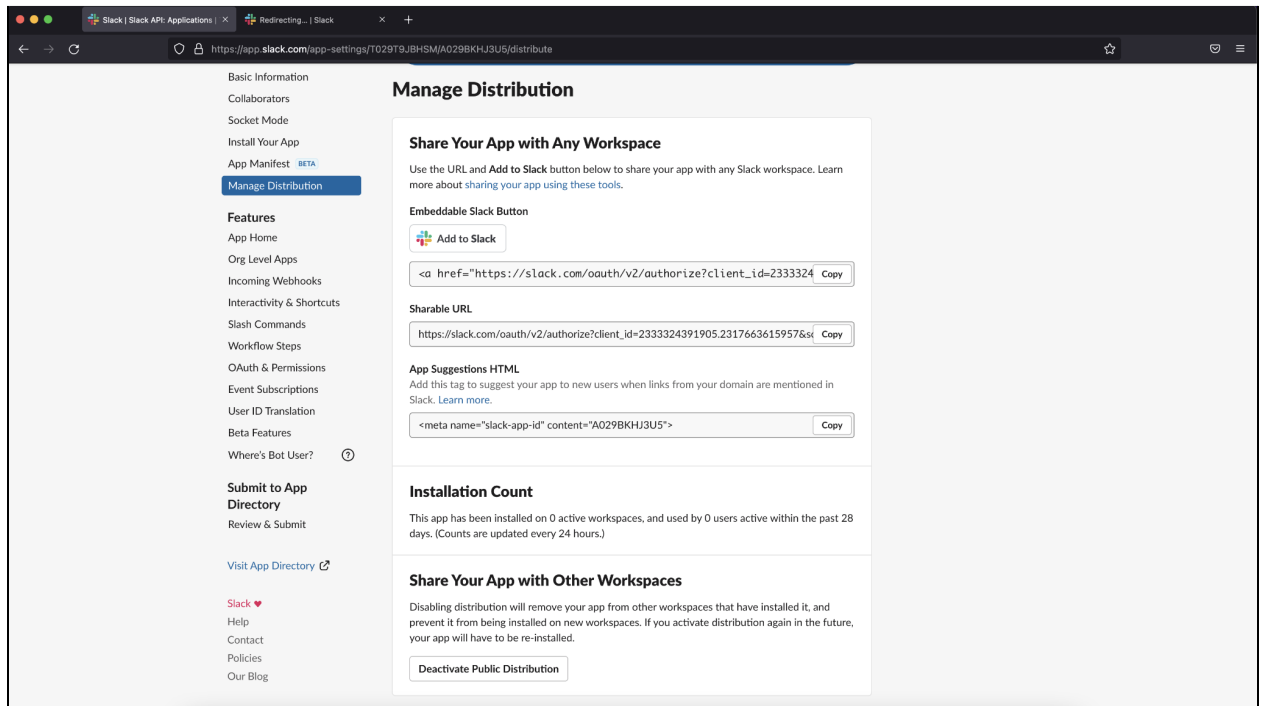 Slack | Slack API: Applications |
Redirecting... | Slack
https://app.slack.com/app-settings/T029T9JBHSM/A029BKHJ3U5/distribute
Basic Information
Collaborators
Socket Mode
Install Your App
App Manifest BETA
Manage Distribution
Features
App Home
Org Level Apps
Incoming Webhooks
Interactivity & Shortcuts
Slash Commands
Workflow Steps
OAuth & Permissions
Event Subscriptions
User ID Translation
Beta Features
Where's Bot User?
Submit to App
Directory
Review & Submit
Visit App Directory
Slack
Help
Contact
Policies
Our Blog
Manage Distribution
Share Your App with Any Workspace
Use the URL and Add to Slack button below to share your app with any Slack workspace. Learn
more about sharing your app using these tools.
Embeddable Slack Button
Add to Slack
<a href="https://slack.com/oauth/v2/authorize?client_id=2333324 Copy
Sharable URL
https://slack.com/oauth/v2/authorize?client_id=2333324391905.2317663615957&sc Copy
App Suggestions HTML
Add this tag to suggest your app to new users when links from your domain are mentioned in
Slack. Learn more.
<meta name="slack-app-id" content="A029BKHJ3U5"> Copy
Installation Count
This app has been installed on 0 active workspaces, and used by 0 users active within the past 28
days. (Counts are updated every 24 hours.)
Share Your App with Other Workspaces
Disabling distribution will remove your app from other workspaces that have installed it, and
prevent it from being installed on new workspaces. If you activate distribution again in the future,
your app will have to be re-installed.
Deactivate Public Distribution